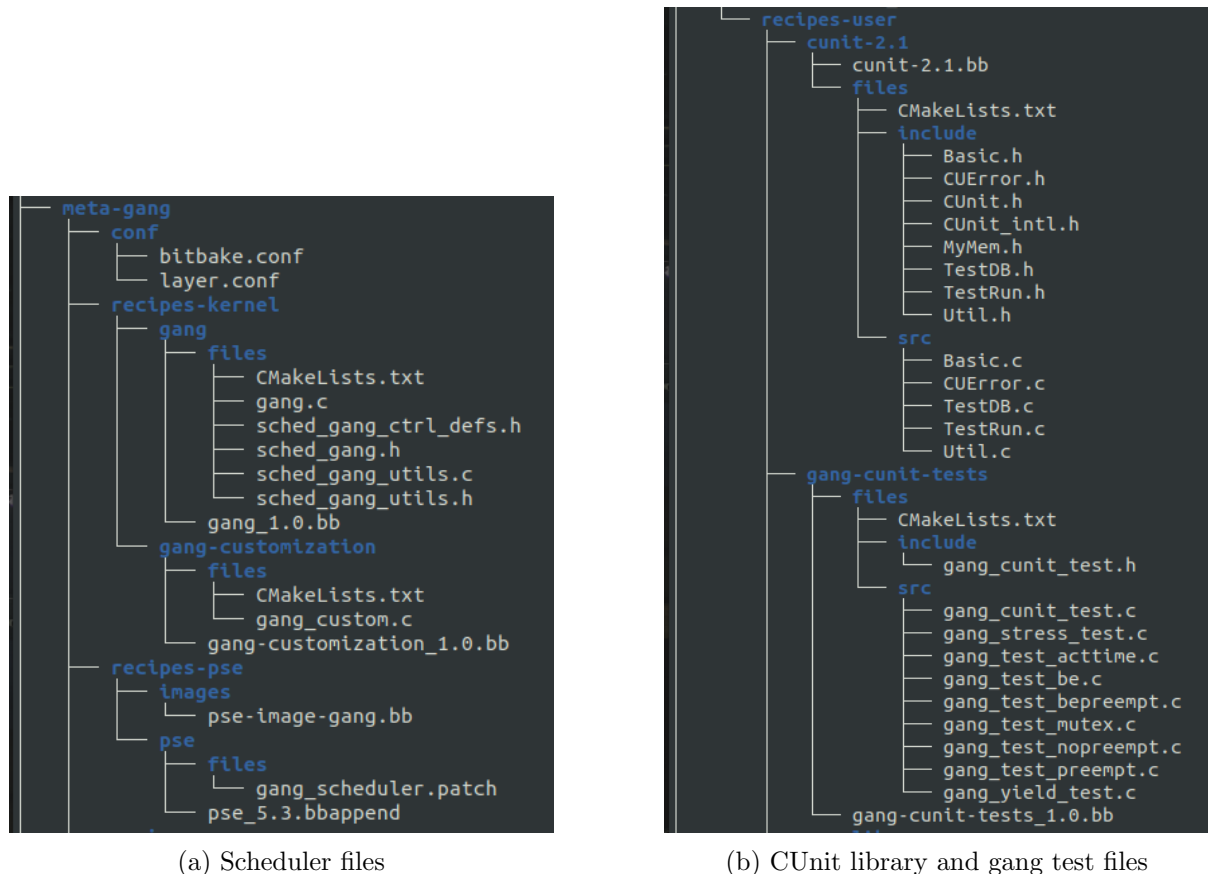 meta-gang
conf
bitbake.conf
layer.conf
recipes-kernel
gang
files
CMakeLists.txt
gang.c
sched_gang_ctrl_defs.h
sched_gang.h
sched_gang_utils.c
sched_gang_utils.h
gang_1.0.bb
gang-customization
files
CMakeLists.txt
gang_custom.c
gang-customization_1.0.bb
recipes-pse
images
pse-image-gang.bb
pse
files
gang_scheduler.patch
pse_5.3.bbappend
(a) Scheduler files
recipes-user
cunit-2.1
cunit-2.1.bb
files
CMakeLists.txt
include
Basic.h
CUError.h
CUnit.h
CUnit_intl.h
MyMem.h
TestDB.h
TestRun.h
Util.h
src
Basic.c
CUError.c
TestDB.c
TestRun.c
Util.c
gang-cunit-tests
files
CMakeLists.txt
include
gang_cunit_test.h
src
gang_cunit_test.c
gang_stress_test.c
gang_test_acttime.c
gang_test_be.c
gang_test_bepreempt.c
gang_test_mutex.c
gang_test_nopreempt.c
gang_test_preempt.c
gang_yield_test.c
gang-cunit-tests_1.0.bb
(b) CUnit library and gang test files